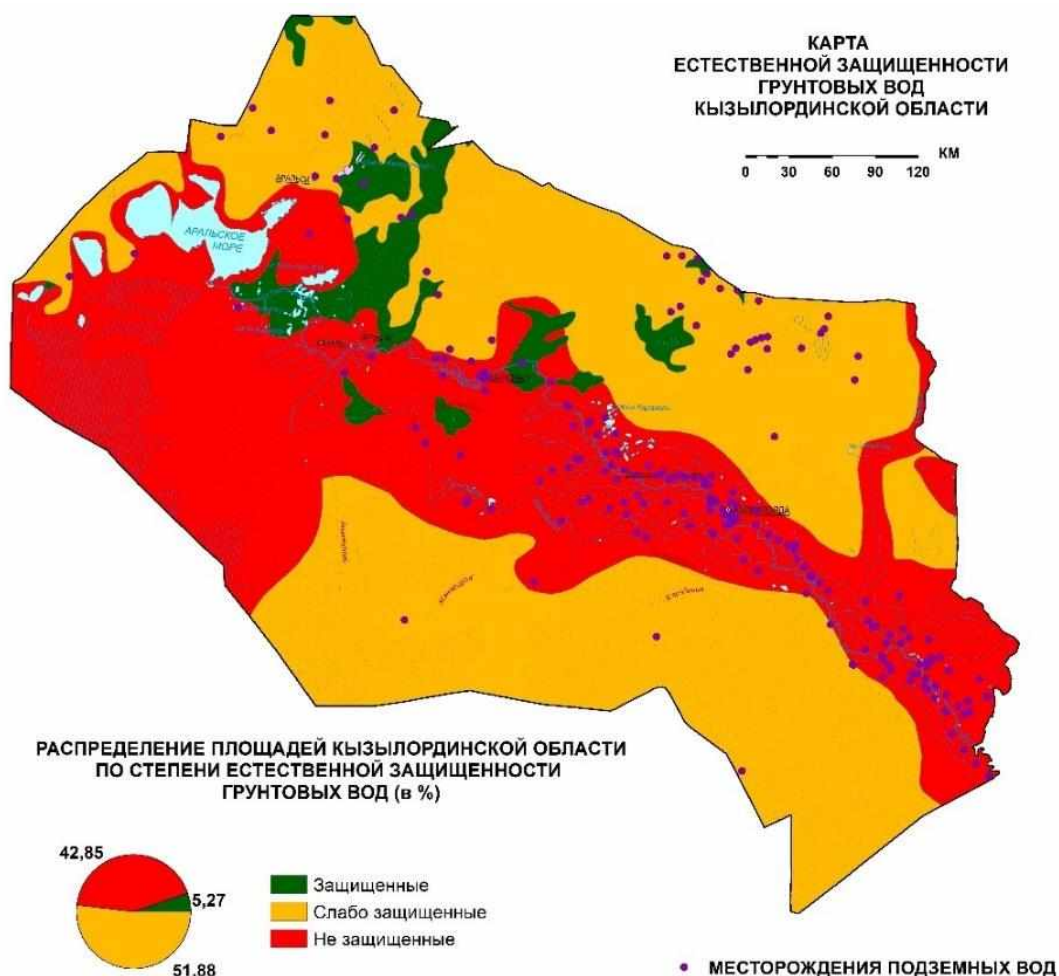 КАРТА
ЕСТЕСТВЕННОЙ ЗАЩИЩЕННОСТИ
ГРУНТОВЫХ ВОД
КЫЗЫЛОРДИНСКОЙ ОБЛАСТИ
КМ
0 30 60 90 120
АРАЛЬСК
АРАЛЬСКОЕ
МОРЕ
РАСПРЕДЕЛЕНИЕ ПЛОЩАДЕЙ КЫЗЫЛОРДИНСКОЙ ОБЛАСТИ
ПО СТЕПЕНИ ЕСТЕСТВЕННОЙ ЗАЩИЩЕННОСТИ
ГРУНТОВЫХ ВОД (в %)
42,85
5,27
51,88
Защищенные
Слабо защищенные
Не защищенные
МЕСТОРОЖДЕНИЯ ПОДЗЕМНЫХ ВОД